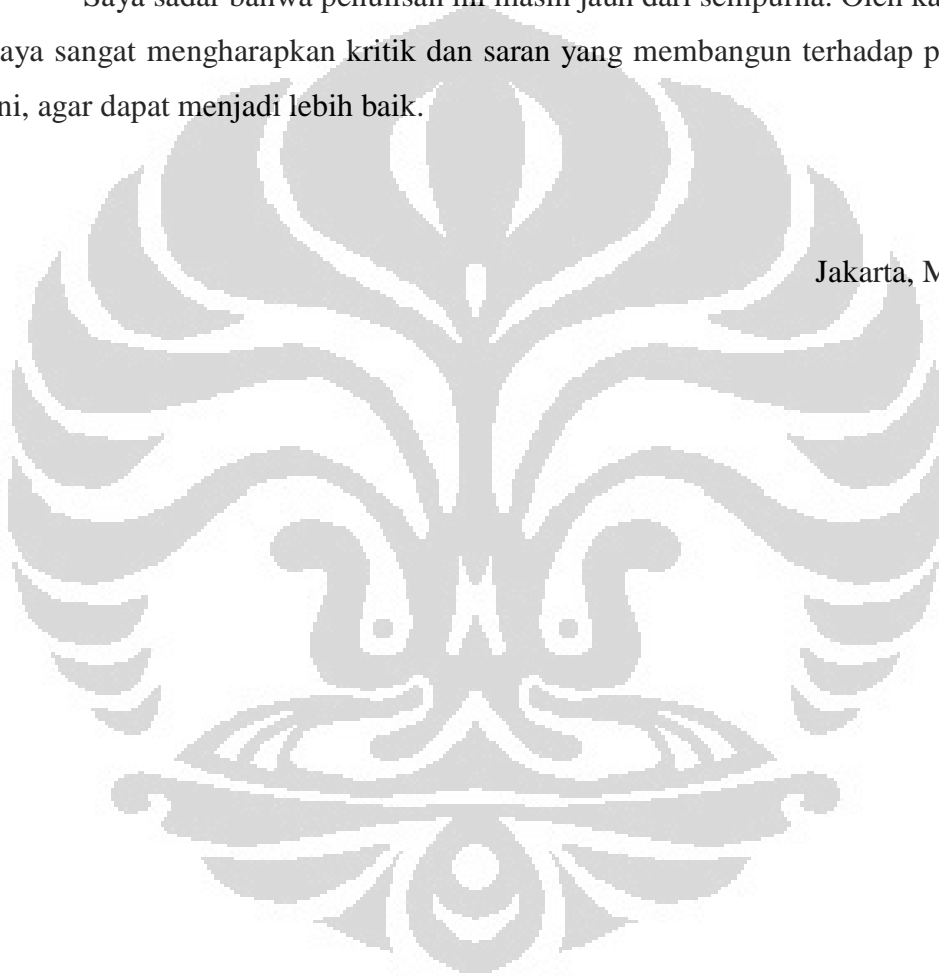 Saya sadar bahwa penulisan ini masih jauh dari sempurna. Oleh ka
aya sangat mengharapkan kritik dan saran yang membangun terhadap p
ni, agar dapat menjadi lebih baik.
Jakarta, M